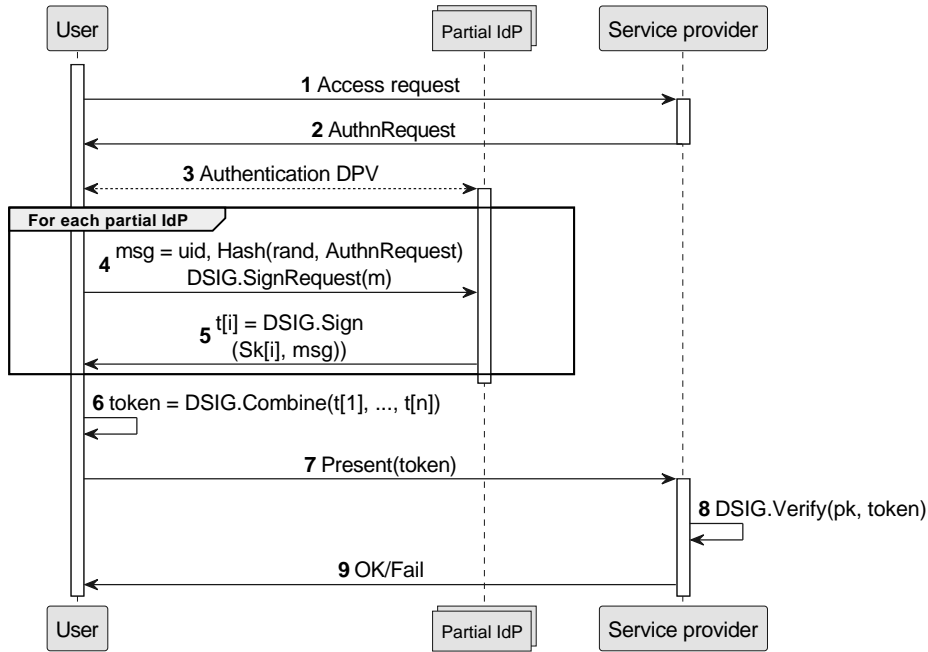 User
Partial IdP
Service provider
1 Access request
2 AuthnRequest
3 Authentication DPV
For each partial IdP
4 msg = uid, Hash(rand, AuthnRequest)
DSIG.SignRequest(m)
5 t[i] = DSIG.Sign
(Sk[i], msg))
6 token = DSIG.Combine(t[1], ..., t[n])
7 Present(token)
8 DSIG.Verify(pk, token)
9 OK/Fail
User
Partial IdP
Service provider